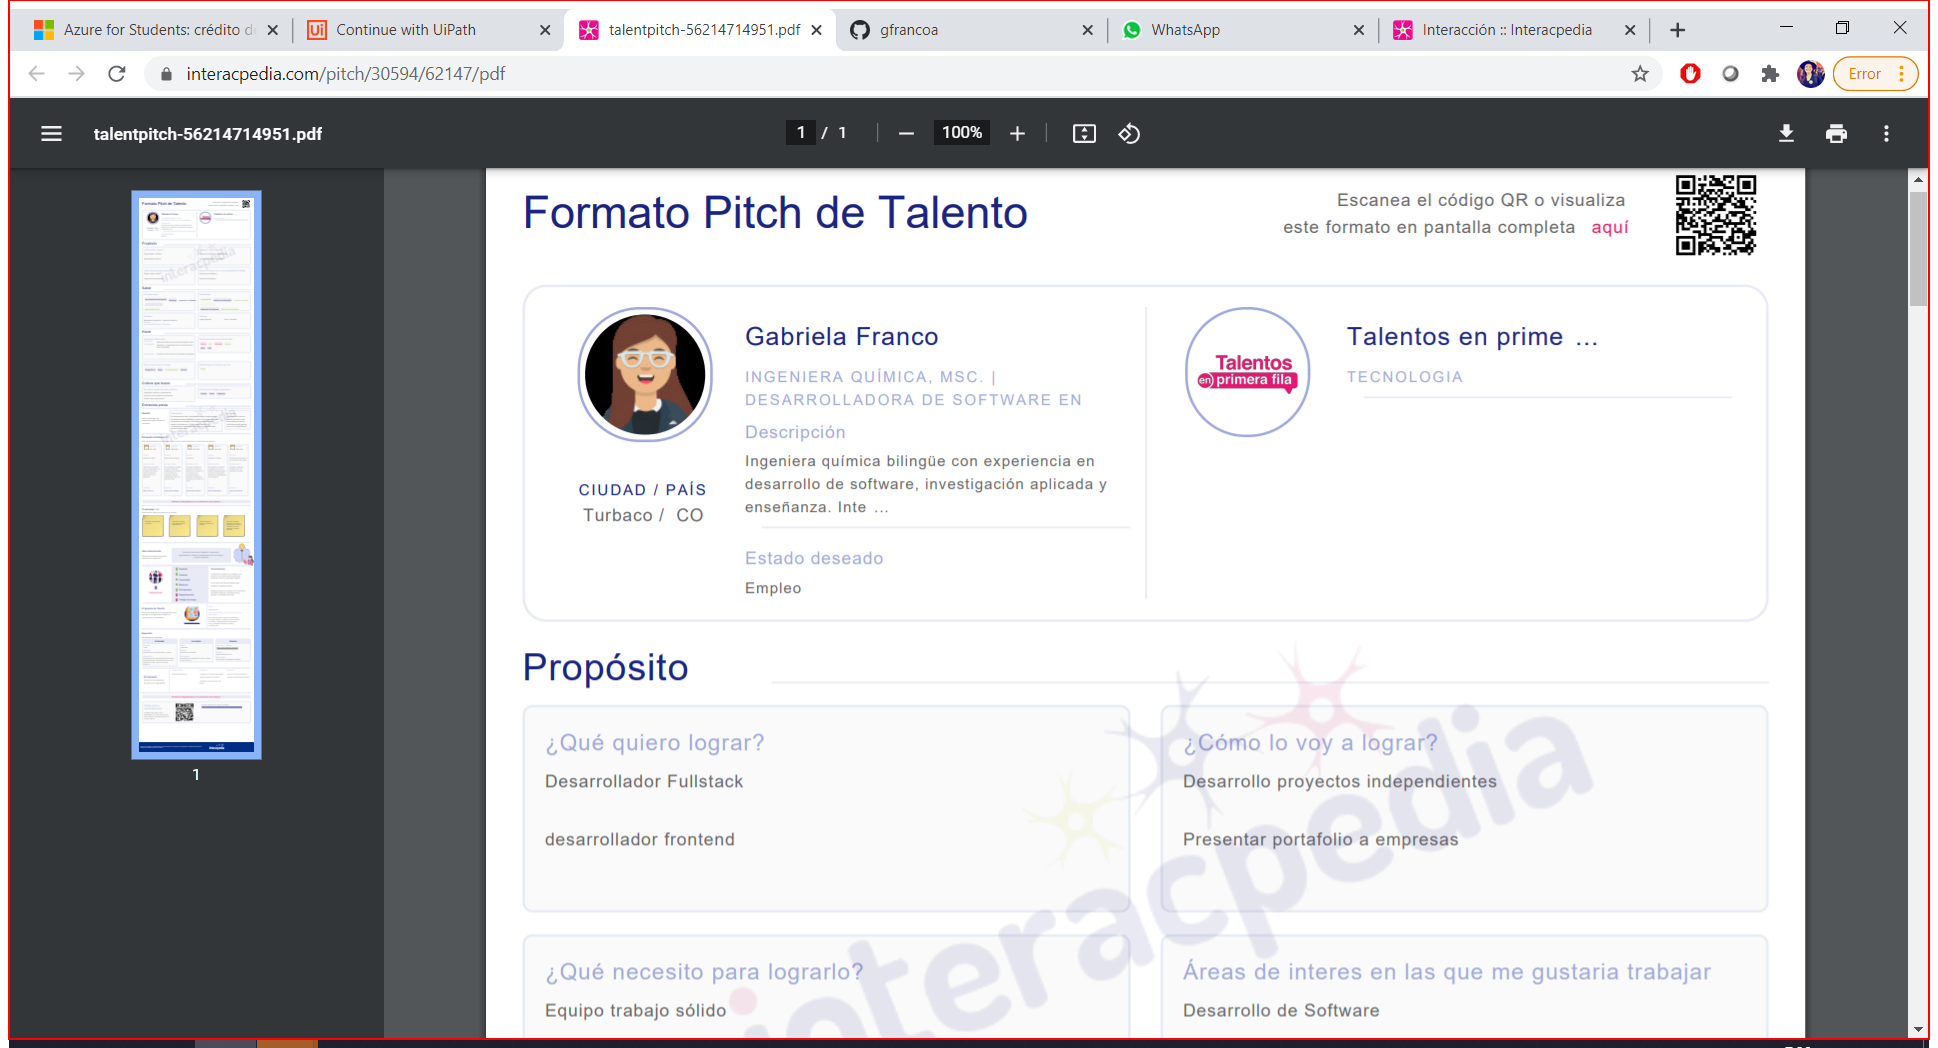 Azure for Students: crédito de
Continue with UiPath
talentpitch-56214714951.pdf
gfrancoa
WhatsApp
Interacción :: Interacpedia
interacpedia.com/pitch/30594/62147/pdf
Error
talentpitch-56214714951.pdf
1 / 1
100%
Formato Pitch de Talento
Escanea el código QR o visualiza
este formato en pantalla completa aquí
Gabriela Franco
INGENIERA QUÍMICA, MSC. |
DESARROLLADORA DE SOFTWARE EN
Descripción
Ingeniera química bilingüe con experiencia en
desarrollo de software, investigación aplicada y
enseñanza. Inte ...
CIUDAD / PAÍS
Turbaco / CO
Estado deseado
Empleo
Talentos
en primera fila
Talentos en prime ...
TECNOLOGIA
Propósito
¿Qué quiero lograr?
Desarrollador Fullstack
desarrollador frontend
¿Cómo lo voy a lograr?
Desarrollo proyectos independientes
Presentar portafolio a empresas
¿Qué necesito para lograrlo?
Equipo trabajo sólido
Áreas de interes en las que me gustaria trabajar
Desarrollo de Software
interacpedia
1